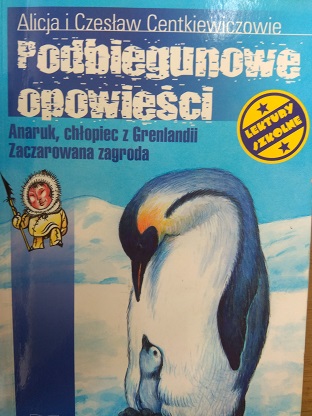 Alicja i Czesław Centkiewiczowie
Podbiegunowe
opowieści
Anaruk, chłopiec z Grenlandii
Zaczarowana zagroda
LEKTURY
SZKOLNE